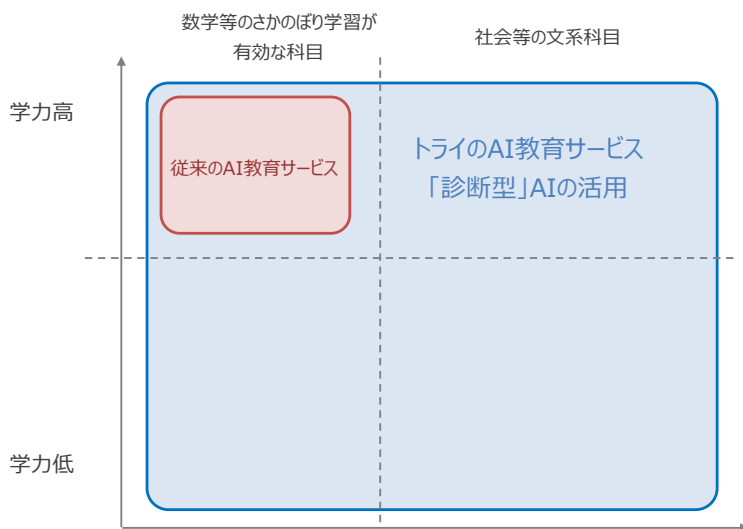 数学等のさかのぼり学習が
有効な科目
社会等の文系科目
学力高
従来のAI教育サービス
トライのAI教育サービス
「診断型」AIの活用
学力低